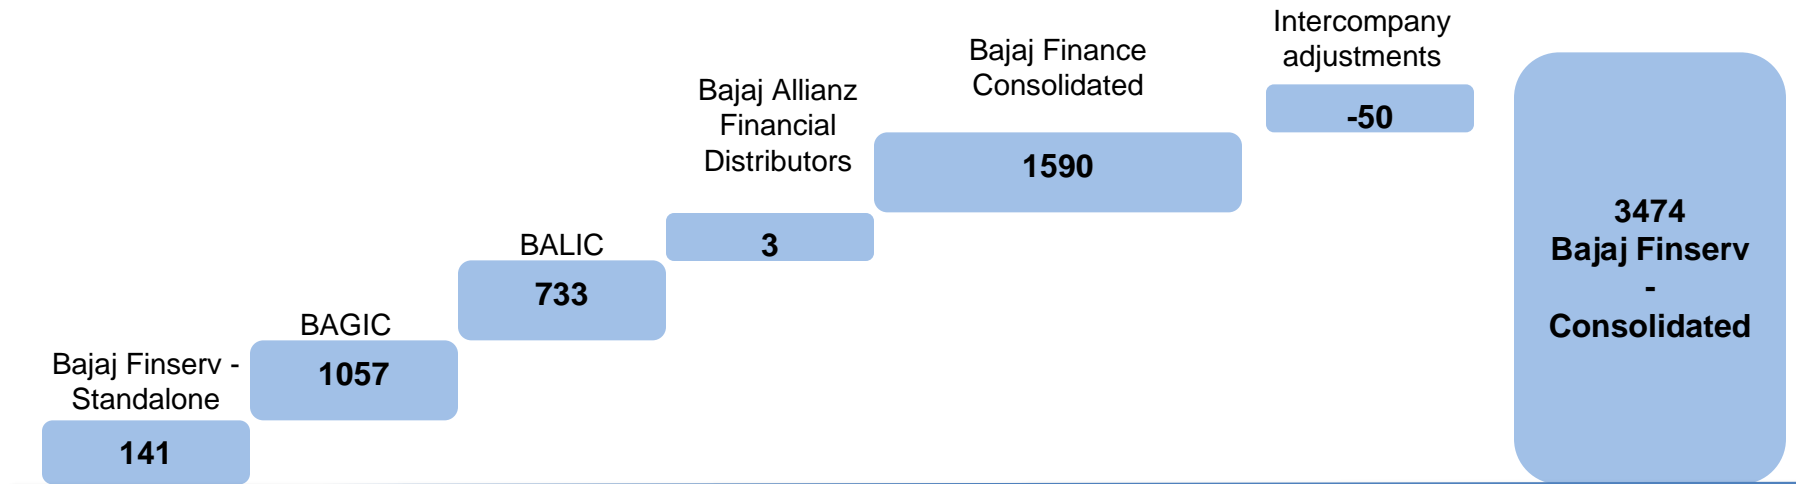 Bajaj Finserv -
Standalone
141
BAGIC
1057
BALIC
733
Bajaj Allianz
Financial
Distributors
3
Bajaj Finance
Consolidated
1590
Intercompany
adjustments
-50
3474
Bajaj Finserv
-
Consolidated